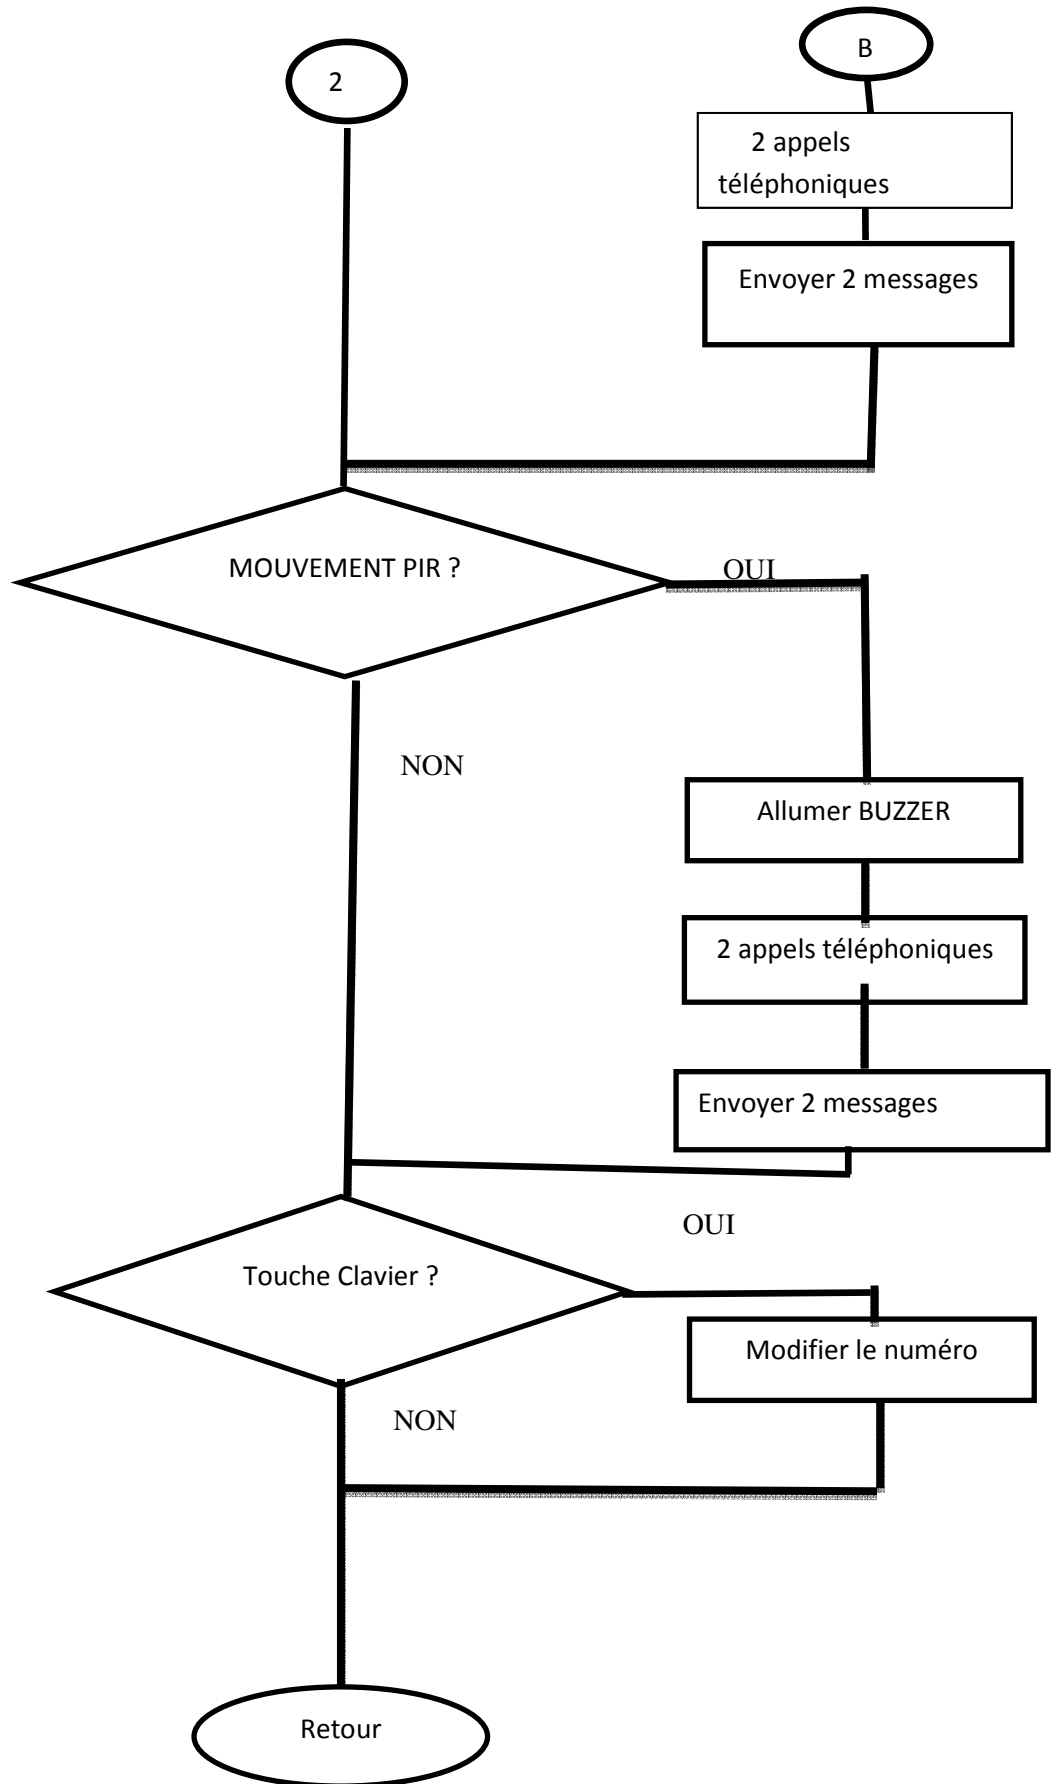 2
B
2 appels
téléphoniques
Envoyer 2 messages
MOUVEMENT PIR ?
OUI
NON
Allumer BUZZER
2 appels téléphoniques
Envoyer 2 messages
OUI
Touche Clavier ?
Modifier le numéro
NON
Retour